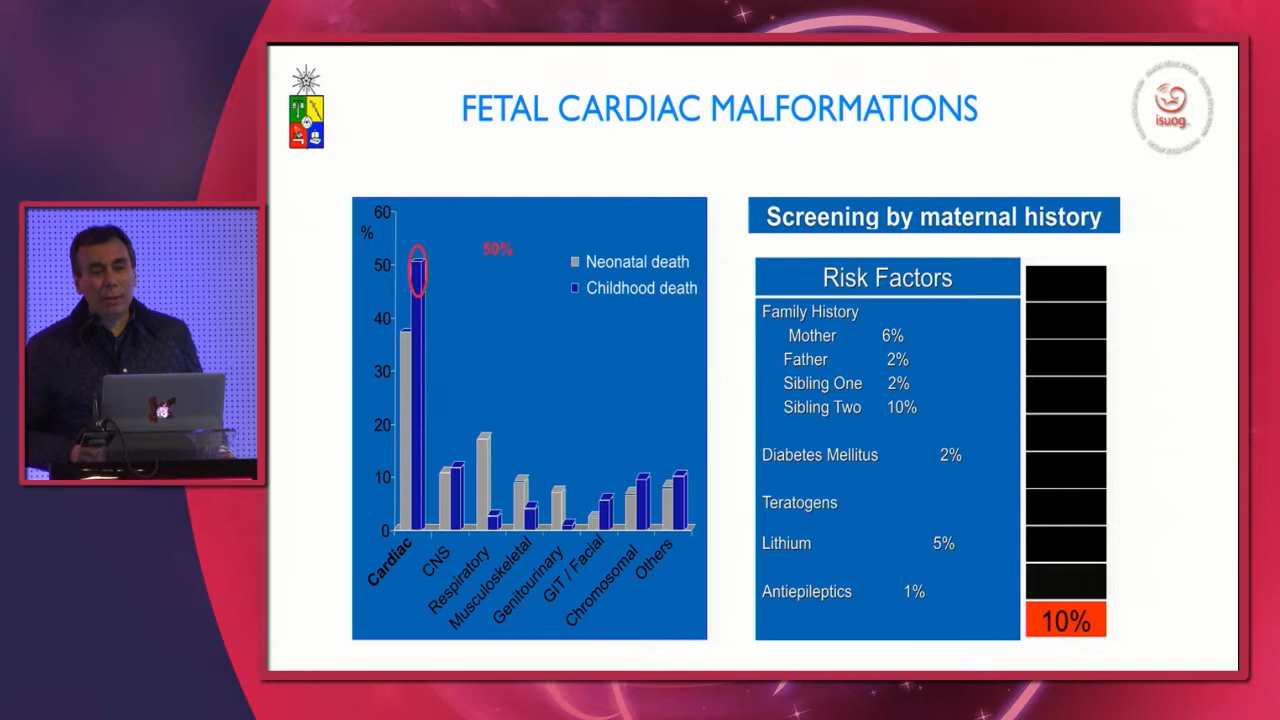 FETAL CARDIAC MALFORMATIONS
isuog
60
%
50
40
30
20
10
0
50%
Neonatal death
Childhood death
Cardiac
CNS
Respiratory
Musculoskeletal
Genitourinary
GIT / Facial
Chromosomal
Others
Screening by maternal history
Risk Factors
Family History
Mother 6%
Father 2%
Sibling One 2%
Sibling Two 10%
Diabetes Mellitus 2%
Teratogens
Lithium 5%
Antiepileptics 1%
10%